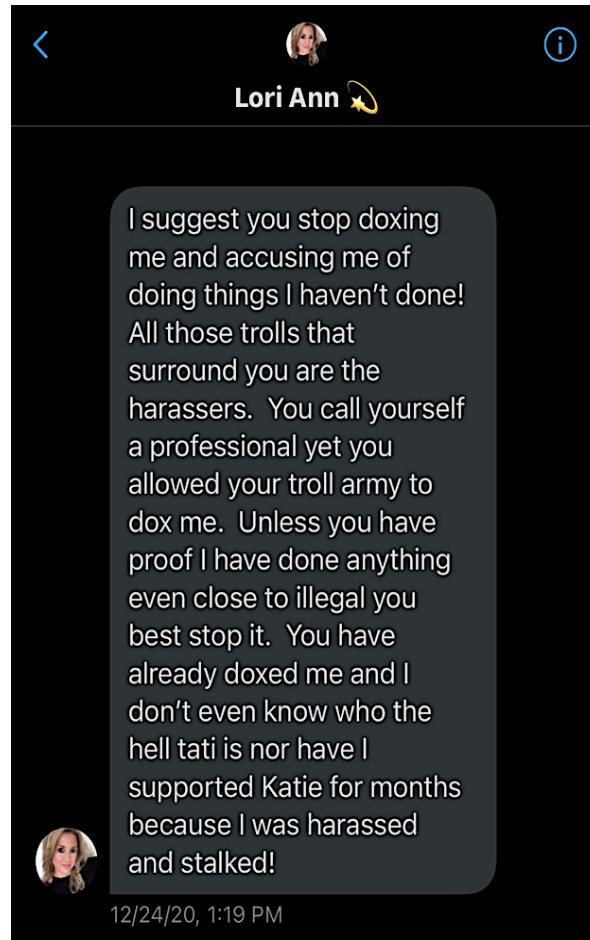 Lori Ann 💫
I suggest you stop doxing
me and accusing me of
doing things I haven't done!
All those trolls that
surround you are the
harassers.  You call yourself
a professional yet you
allowed your troll army to
dox me.  Unless you have
proof I have done anything
even close to illegal you
best stop it.  You have
already doxed me and I
don't even know who the
hell tati is nor have I
supported Katie for months
because I was harassed
and stalked!
12/24/20, 1:19 PM